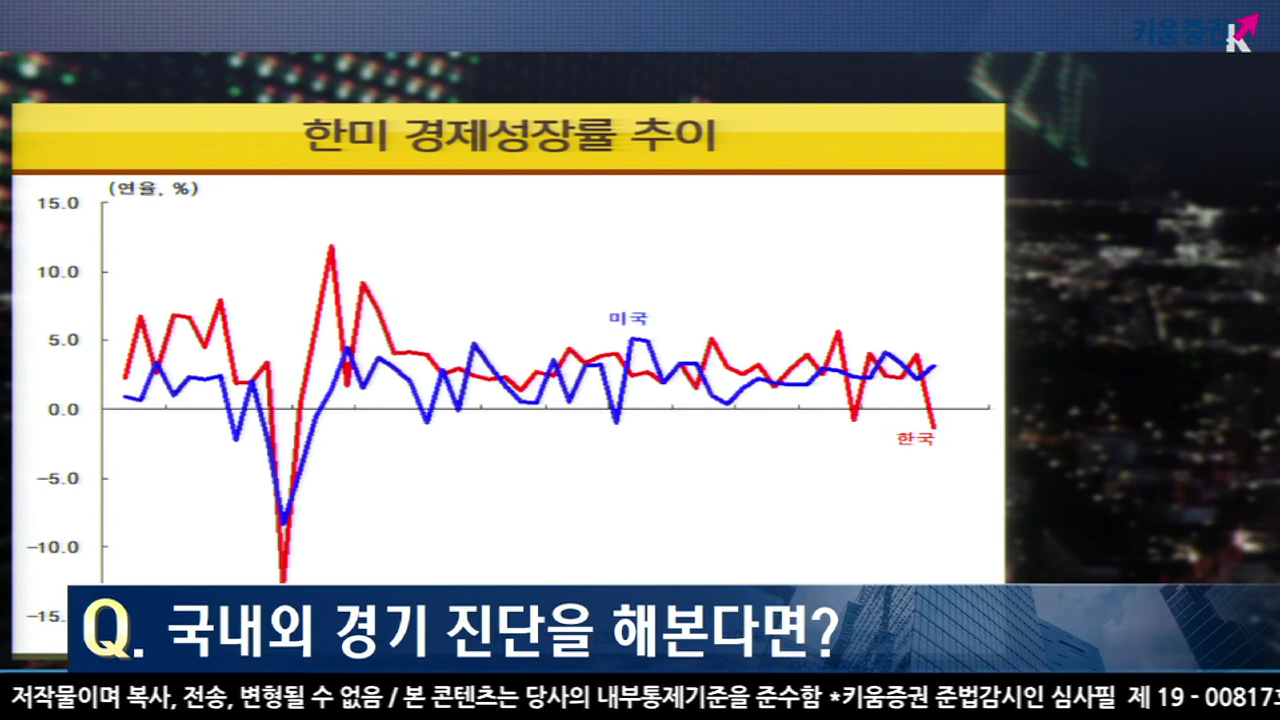 키움증권
한미 경제성장률 추이
(연율, %)
15.0
10.0
5.0
0.0
-5.0
-10.0
-15.
미국
한국
Q. 국내외 경기 진단을 해본다면?
저작물이며 복사, 전송, 변형될 수 없음 / 본 콘텐츠는 당사의 내부통제기준을 준수함 *키움증권 준법감시인 심사필 제 19 - 00817